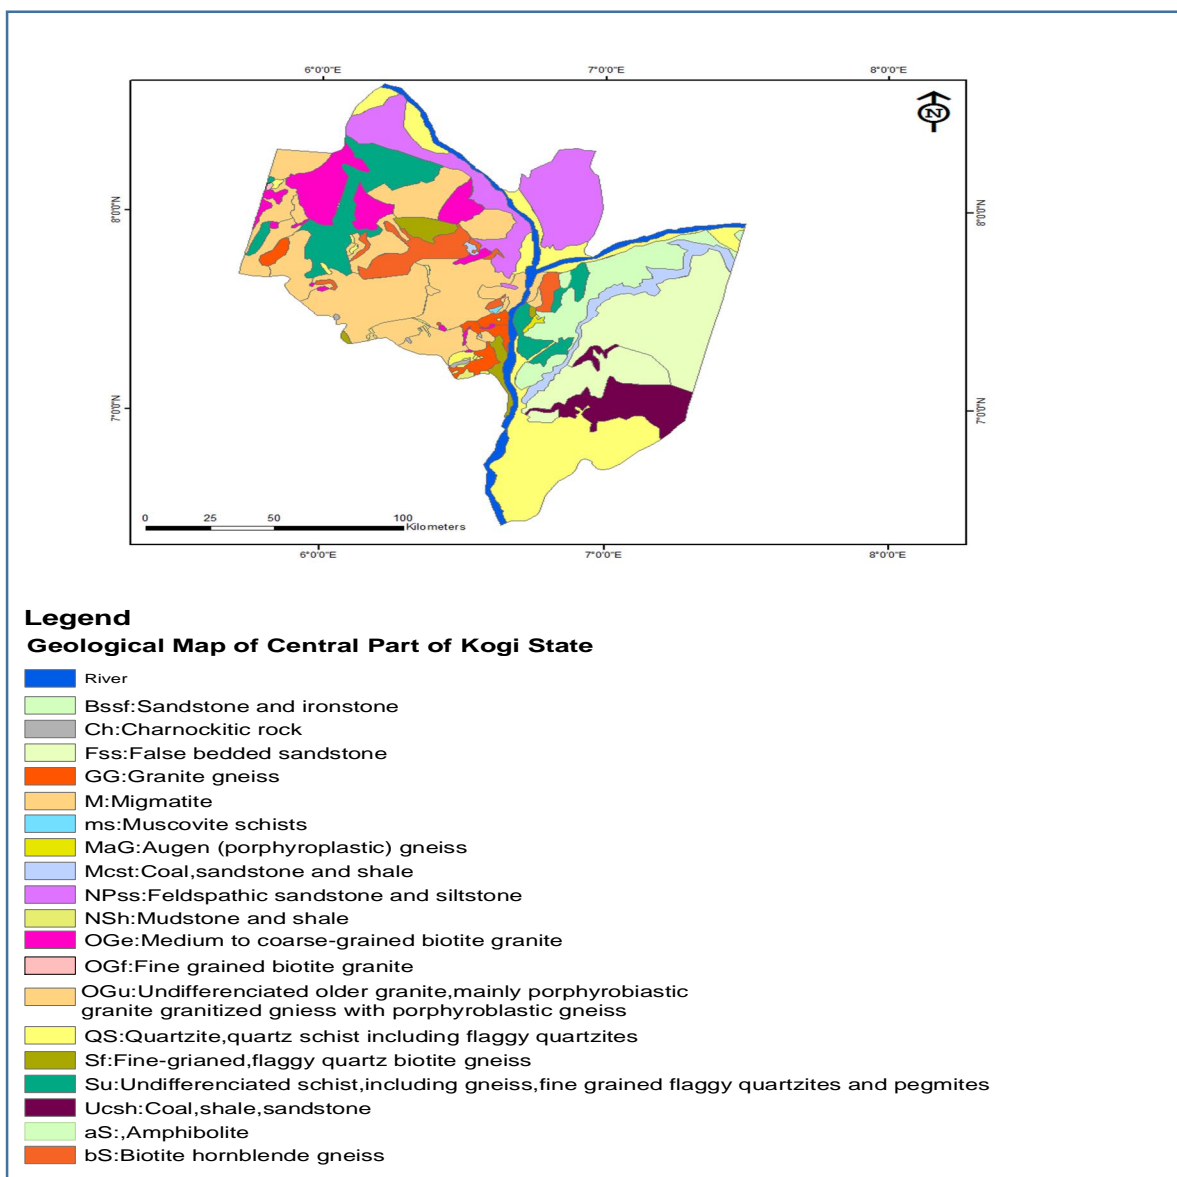 6°0'0"E 7°0'0"E 8°0'0"E
N
8°0'0"N 8°0'0"N
7°0'0"N 7°0'0"N
0 25 50 100
Kilometers
6°0'0"E 7°0'0"E 8°0'0"E
Legend
Geological Map of Central Part of Kogi State
River
Bssf:Sandstone and ironstone
Ch:Charnockitic rock
Fss:False bedded sandstone
GG:Granite gneiss
M:Migmatite
ms:Muscovite schists
MaG:Augen (porphyroplastic) gneiss
Mcst:Coal,sandstone and shale
NPss:Feldspathic sandstone and siltstone
NSh:Mudstone and shale
OGe:Medium to coarse-grained biotite granite
OGf:Fine grained biotite granite
OGu:Undifferenciated older granite,mainly porphyrobiastic
granite granitized gniess with porphyroblastic gneiss
QS:Quartzite,quartz schist including flaggy quartzites
Sf:Fine-grianed,flaggy quartz biotite gneiss
Su:Undifferenciated schist,including gneiss,fine grained flaggy quartzites and pegmites
Ucsh:Coal,shale,sandstone
aS:,Amphibolite
bS:Biotite hornblende gneiss